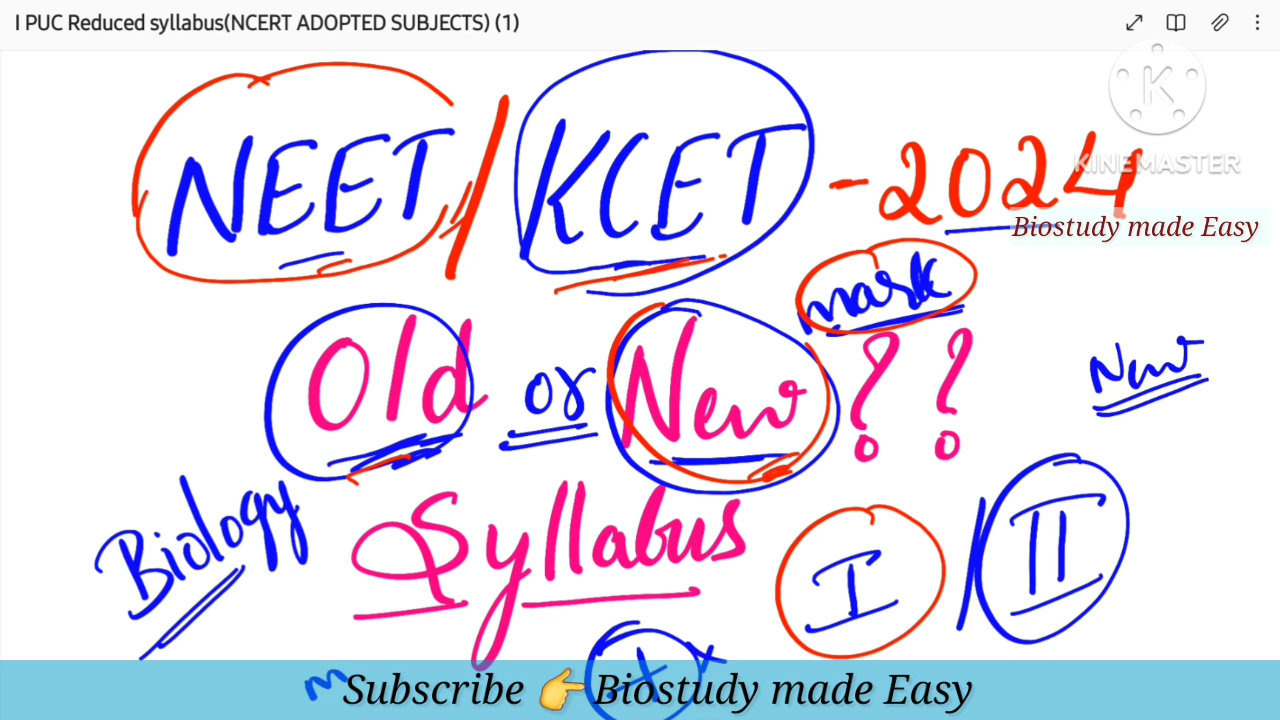 I PUC Reduced syllabus(NCERT ADOPTED SUBJECTS) (1)
K
KINEMASTER
NEET / KCET - 2024
Biostudy made Easy
mark
Old or New ??
New
Biology
Syllabus
I / II
Subscribe 👉 Biostudy made Easy